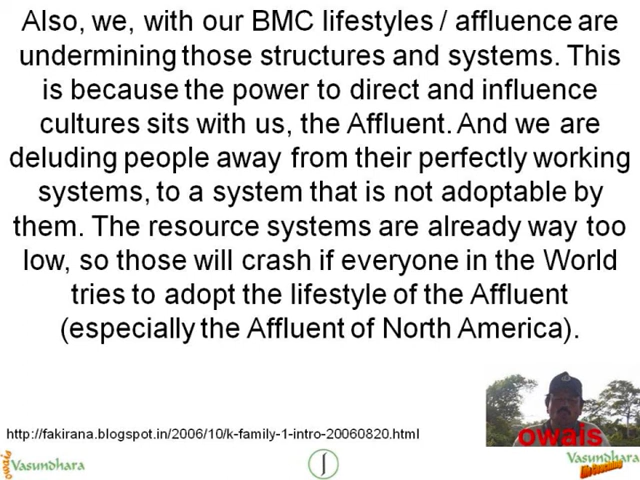 Also, we, with our BMC lifestyles / affluence are
undermining those structures and systems. This
is because the power to direct and influence
cultures sits with us, the Affluent. And we are
deluding people away from their perfectly working
systems, to a system that is not adoptable by
them. The resource systems are already way too
low, so those will crash if everyone in the World
tries to adopt the lifestyle of the Affluent
(especially the Affluent of North America).
owais
http://fakirana.blogspot.in/2006/10/k-family-1-intro-20060820.html
owais
Vasundhara
Vasundhara